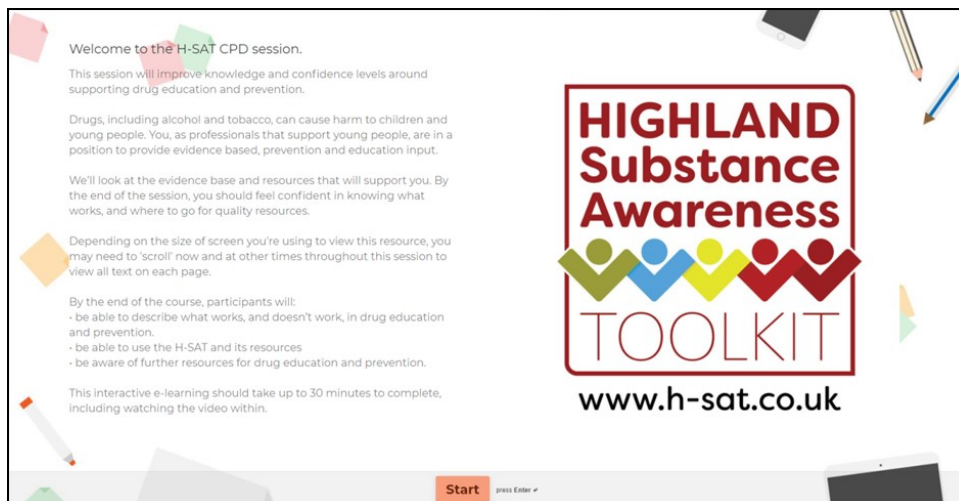 Welcome to the H-SAT CPD session.
This session will improve knowledge and confidence levels around
supporting drug education and prevention.
Drugs, including alcohol and tobacco, can cause harm to children and
young people. You, as professionals that support young people, are in a
position to provide evidence based, prevention and education input.
We'll look at the evidence base and resources that will support you. By
the end of the session, you should feel confident in knowing what
works, and where to go for quality resources.
Depending on the size of screen you're using to view this resource, you
may need to 'scroll' now and at other times throughout this session to
view all text on each page.
By the end of the course, participants will:
• be able to describe what works, and doesn't work, in drug education
and prevention.
• be able to use the H-SAT and its resources
• be aware of further resources for drug education and prevention.
This interactive e-learning should take up to 30 minutes to complete,
including watching the video within.
HIGHLAND
Substance
Awareness
TOOLKIT
www.h-sat.co.uk
Start press Enter ↵